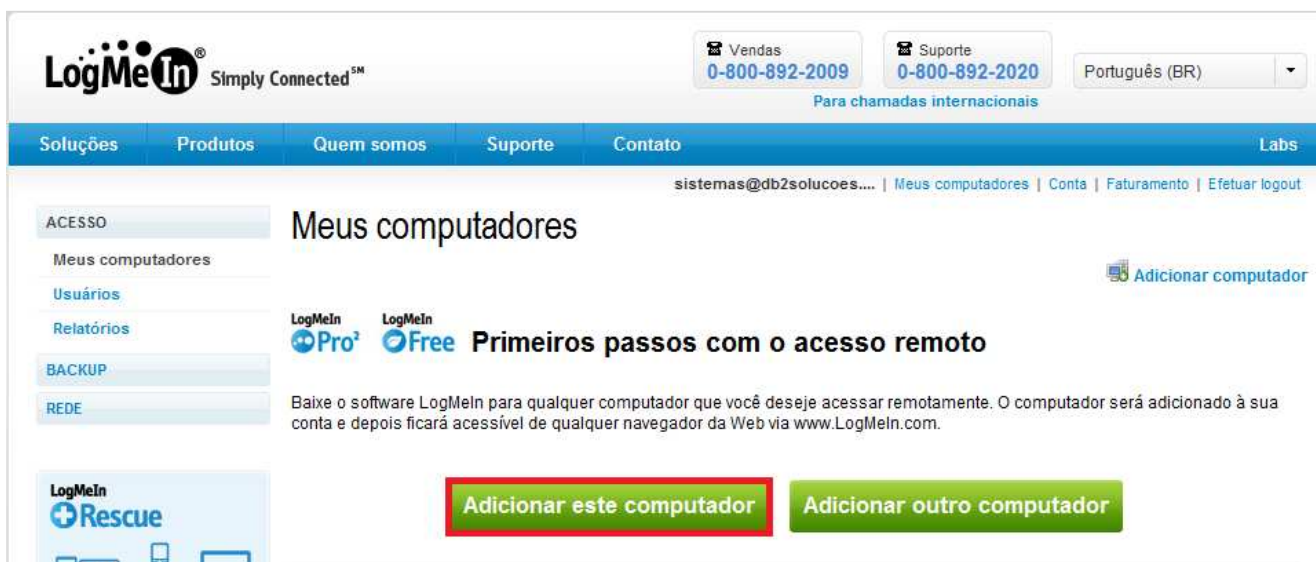 LogMeIn® Simply Connected℠
Vendas
0-800-892-2009
Suporte
0-800-892-2020
Português (BR)
Para chamadas internacionais
Soluções Produtos Quem somos Suporte Contato Labs
sistemas@db2solucoes.... | Meus computadores | Conta | Faturamento | Efetuar logout
ACESSO
Meus computadores
Usuários
Relatórios
BACKUP
REDE
Meus computadores
Adicionar computador
LogMeIn Pro² LogMeIn Free Primeiros passos com o acesso remoto
Baixe o software LogMeIn para qualquer computador que você deseje acessar remotamente. O computador será adicionado à sua
conta e depois ficará acessível de qualquer navegador da Web via www.LogMeIn.com.
Adicionar este computador Adicionar outro computador
LogMeIn
Rescue